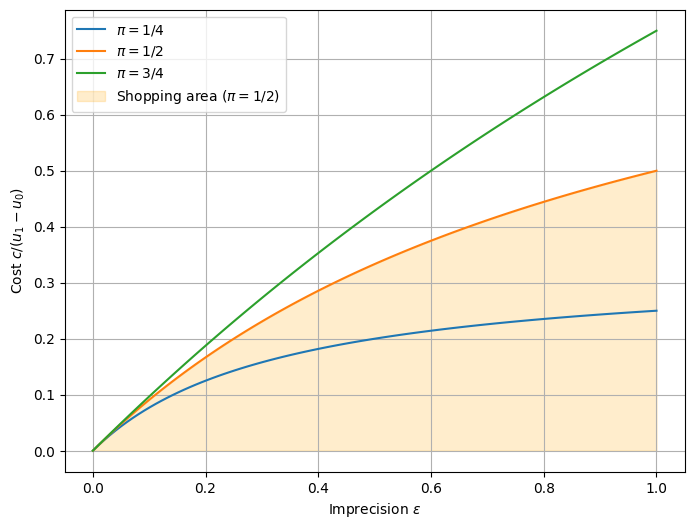 π = 1/4
π = 1/2
π = 3/4
Shopping area (π = 1/2)
0.7
0.6
0.5
0.4
0.3
0.2
0.1
0.0
Cost c/(u₁ − u₀)
0.0 0.2 0.4 0.6 0.8 1.0
Imprecision ε